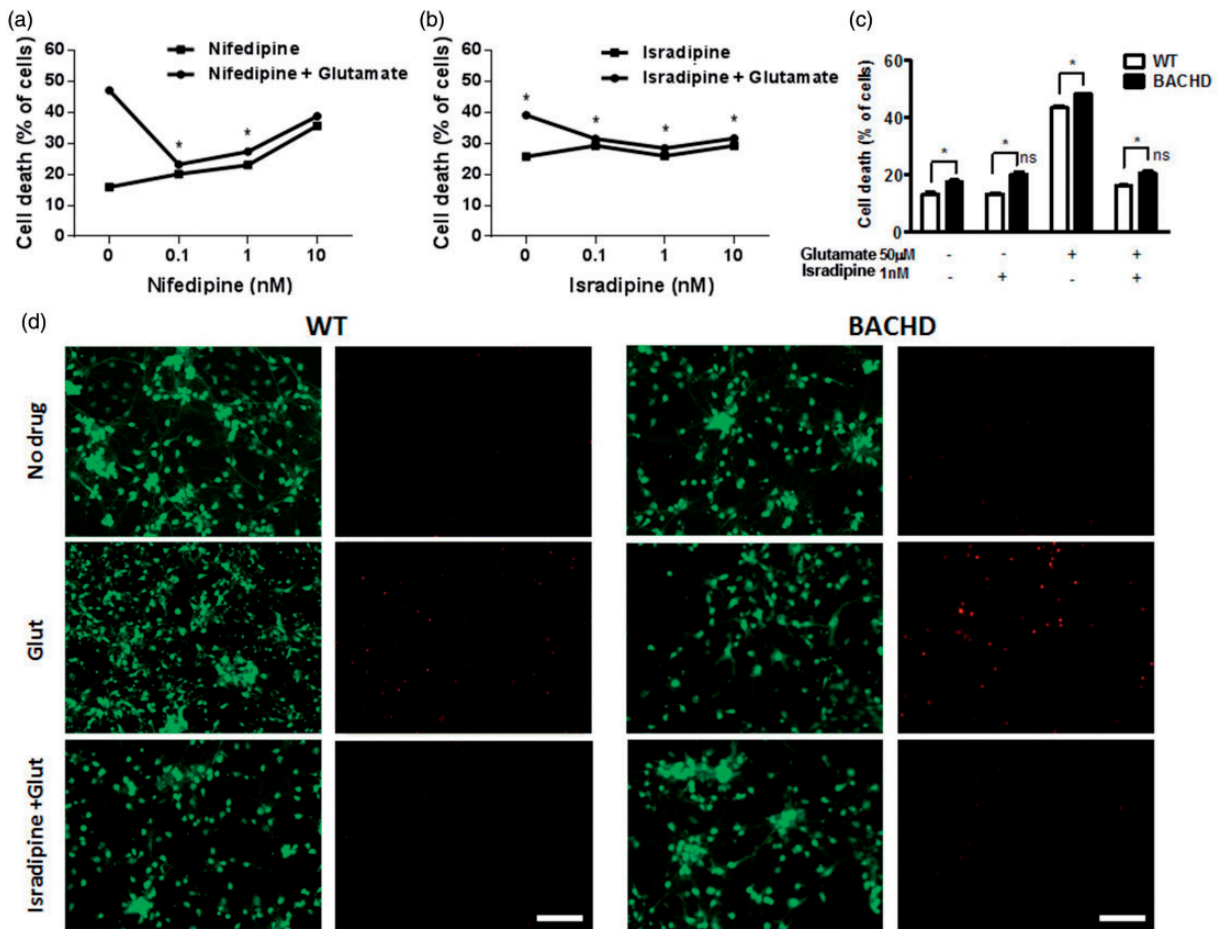 (a)
Nifedipine
Nifedipine + Glutamate
Cell death (% of cells)
60
50
40
30
20
10
0
*
*
0
0.1
1
10
Nifedipine (nM)
(b)
Isradipine
Isradipine + Glutamate
Cell death (% of cells)
60
50
40
30
20
10
0
*
*
*
*
0
0.1
1
10
Isradipine (nM)
(c)
WT
BACHD
Cell death (% of cells)
60
40
20
0
*
*
ns
*
*
ns
Glutamate 50μM - - + +
Isradipine 1nM - + - +
(d)
WT
BACHD
No drug
Glut
Isradipine +Glut